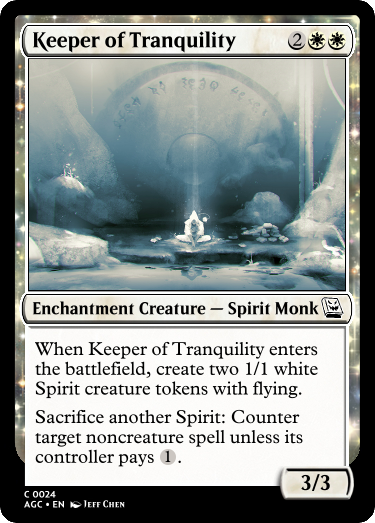 Keeper of Tranquility 2
Enchantment Creature — Spirit Monk
When Keeper of Tranquility enters
the battlefield, create two 1/1 white
Spirit creature tokens with flying.
Sacrifice another Spirit: Counter
target noncreature spell unless its
controller pays 1.
3/3
C 0024
AGC • EN Jeff Chen